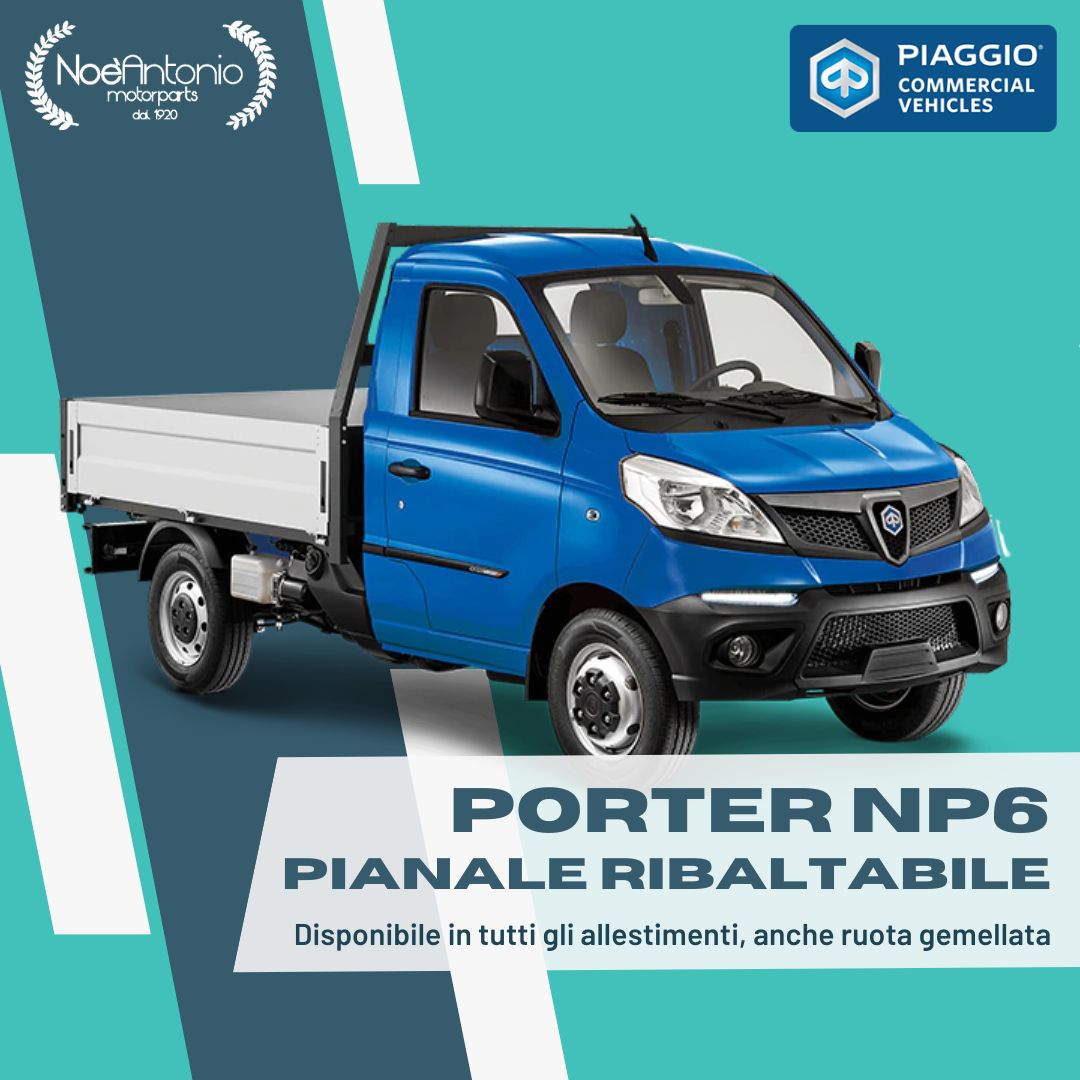 NoèAntonio
motorparts
dal 1920
PIAGGIO®
COMMERCIAL
VEHICLES
PORTER NP6
PIANALE RIBALTABILE
Disponibile in tutti gli allestimenti, anche ruota gemellata